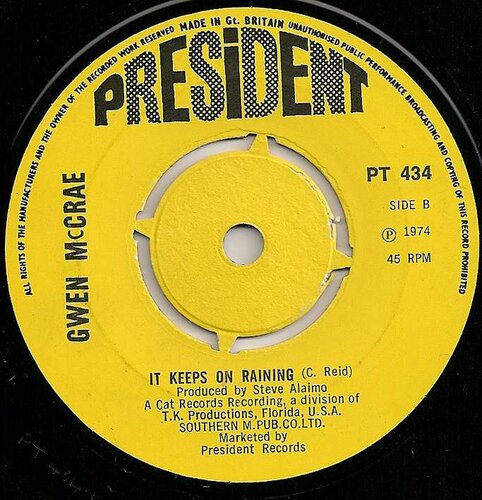 ALL RIGHTS OF THE MANUFACTURERS AND THE OWNER OF THE RECORDED WORK RESERVED MADE IN Gt. BRITAIN UNAUTHORISED PUBLIC PERFORMANCE BROADCASTING AND COPYING OF THIS RECORD PROHIBITED
PRESiDENT
GWEN McCRAE
PT 434
SIDE B
Ⓟ 1974
45 RPM
IT KEEPS ON RAINING (C. Reid)
Produced by Steve Alaimo
A Cat Records Recording, a division of
T.K. Productions, Florida, U.S.A.
SOUTHERN M.PUB.CO.LTD.
Marketed by
President Records